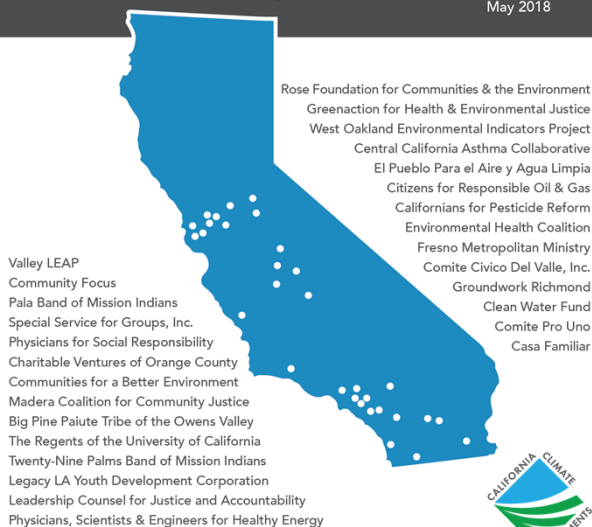 May 2018
Rose Foundation for Communities & the Environment
Greenaction for Health & Environmental Justice
West Oakland Environmental Indicators Project
Central California Asthma Collaborative
El Pueblo Para el Aire y Agua Limpia
Citizens for Responsible Oil & Gas
Californians for Pesticide Reform
Environmental Health Coalition
Fresno Metropolitan Ministry
Comite Civico Del Valle, Inc.
Groundwork Richmond
Clean Water Fund
Comite Pro Uno
Casa Familiar
Valley LEAP
Community Focus
Pala Band of Mission Indians
Special Service for Groups, Inc.
Physicians for Social Responsibility
Charitable Ventures of Orange County
Communities for a Better Environment
Madera Coalition for Community Justice
Big Pine Paiute Tribe of the Owens Valley
The Regents of the University of California
Twenty-Nine Palms Band of Mission Indians
Legacy LA Youth Development Corporation
Leadership Counsel for Justice and Accountability
Physicians, Scientists & Engineers for Healthy Energy
CALIFORNIA CLIMATE